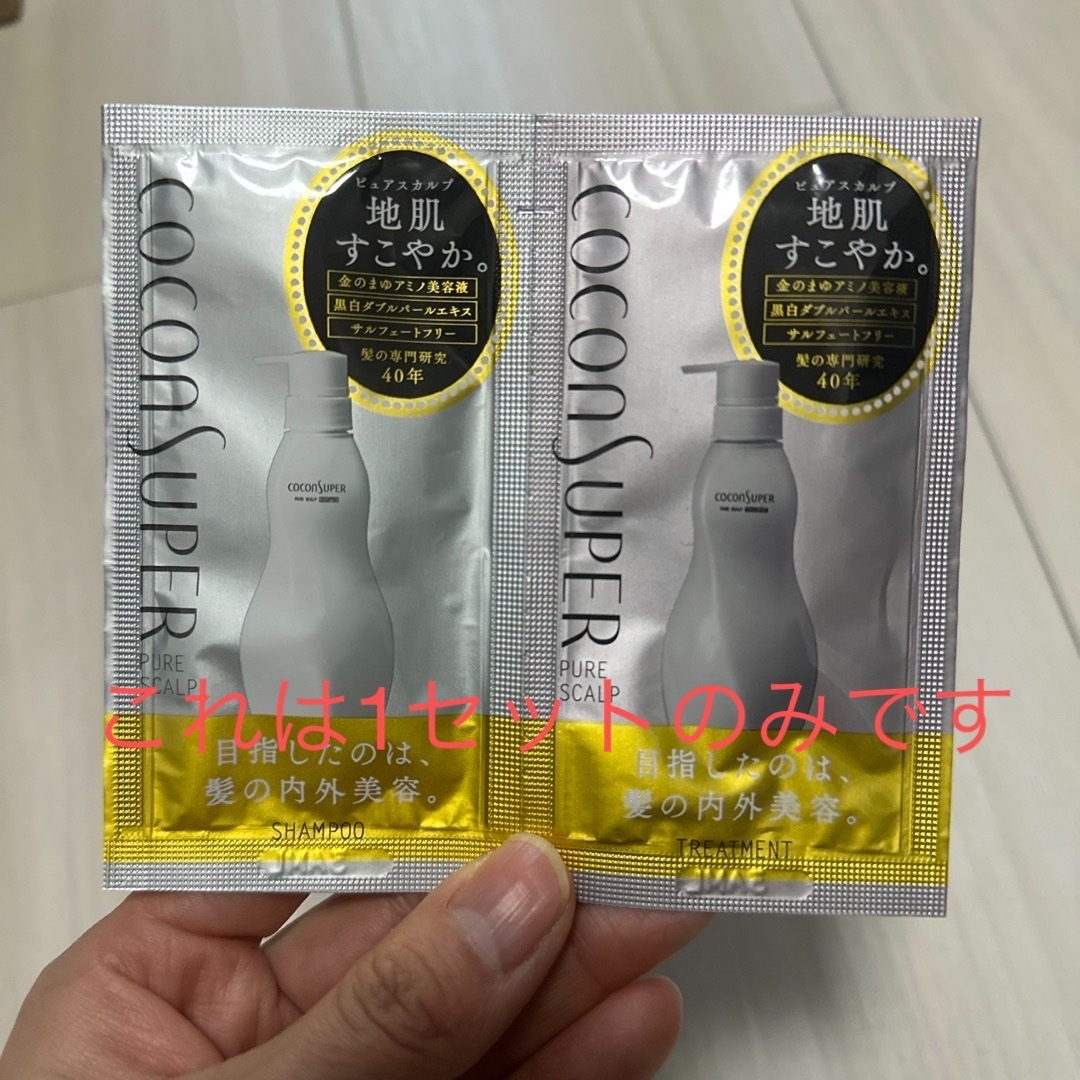 COCONSUPER
PURE
SCALP
ピュアスカルプ
地肌
すこやか。
金のまゆアミノ美容液
黒白ダブルパールエキス
サルフェートフリー
髪の専門研究
40年
COCONSUPER
PURE SCALP
目指したのは、
髪の内外美容。
SHAMPOO
COCONSUPER
PURE
SCALP
ピュアスカルプ
地肌
すこやか。
金のまゆアミノ美容液
黒白ダブルパールエキス
サルフェートフリー
髪の専門研究
40年
COCONSUPER
PURE SCALP
目指したのは、
髪の内外美容。
TREATMENT
これは1セットのみです